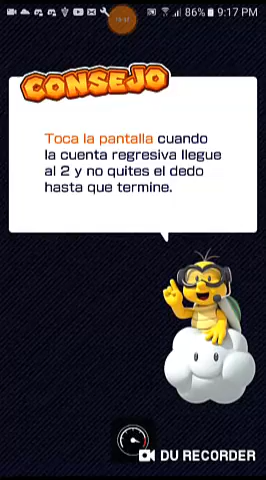 86% 9:17 PM
CONSEJO
Toca la pantalla cuando
la cuenta regresiva llegue
al 2 y no quites el dedo
hasta que termine.
DU RECORDER